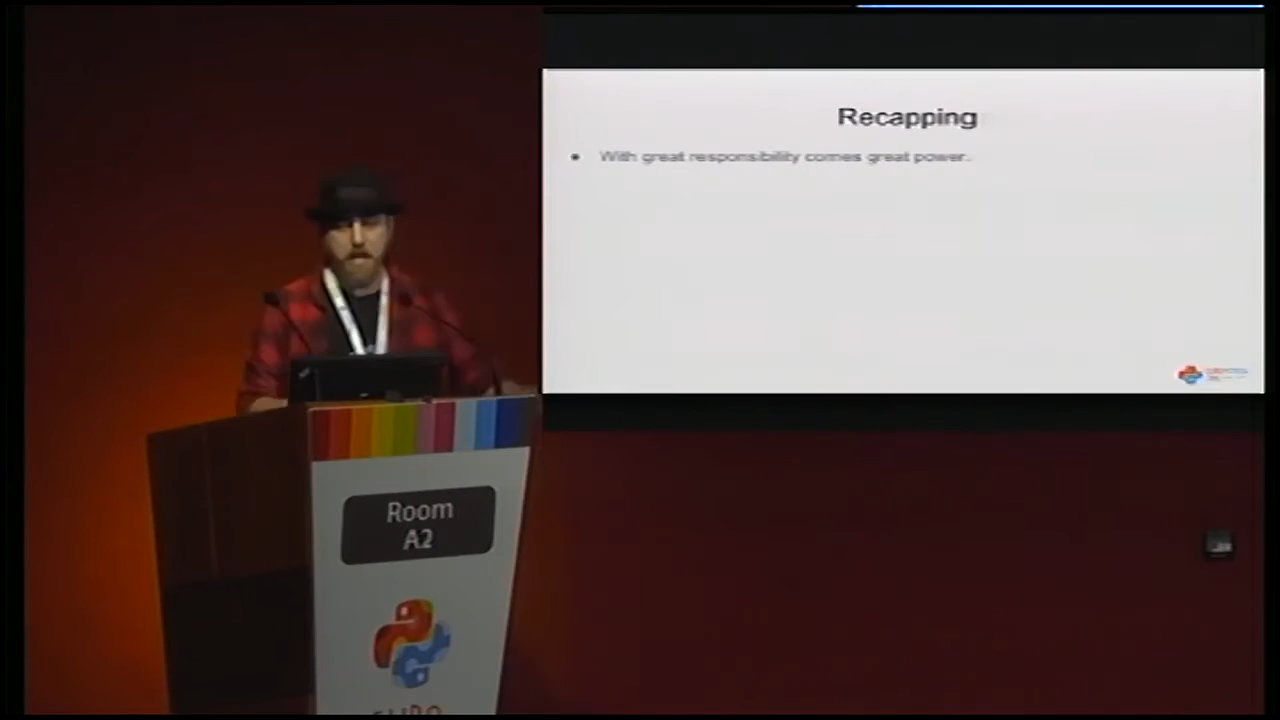 Recapping
• With great responsibility comes great power.
Room
A2